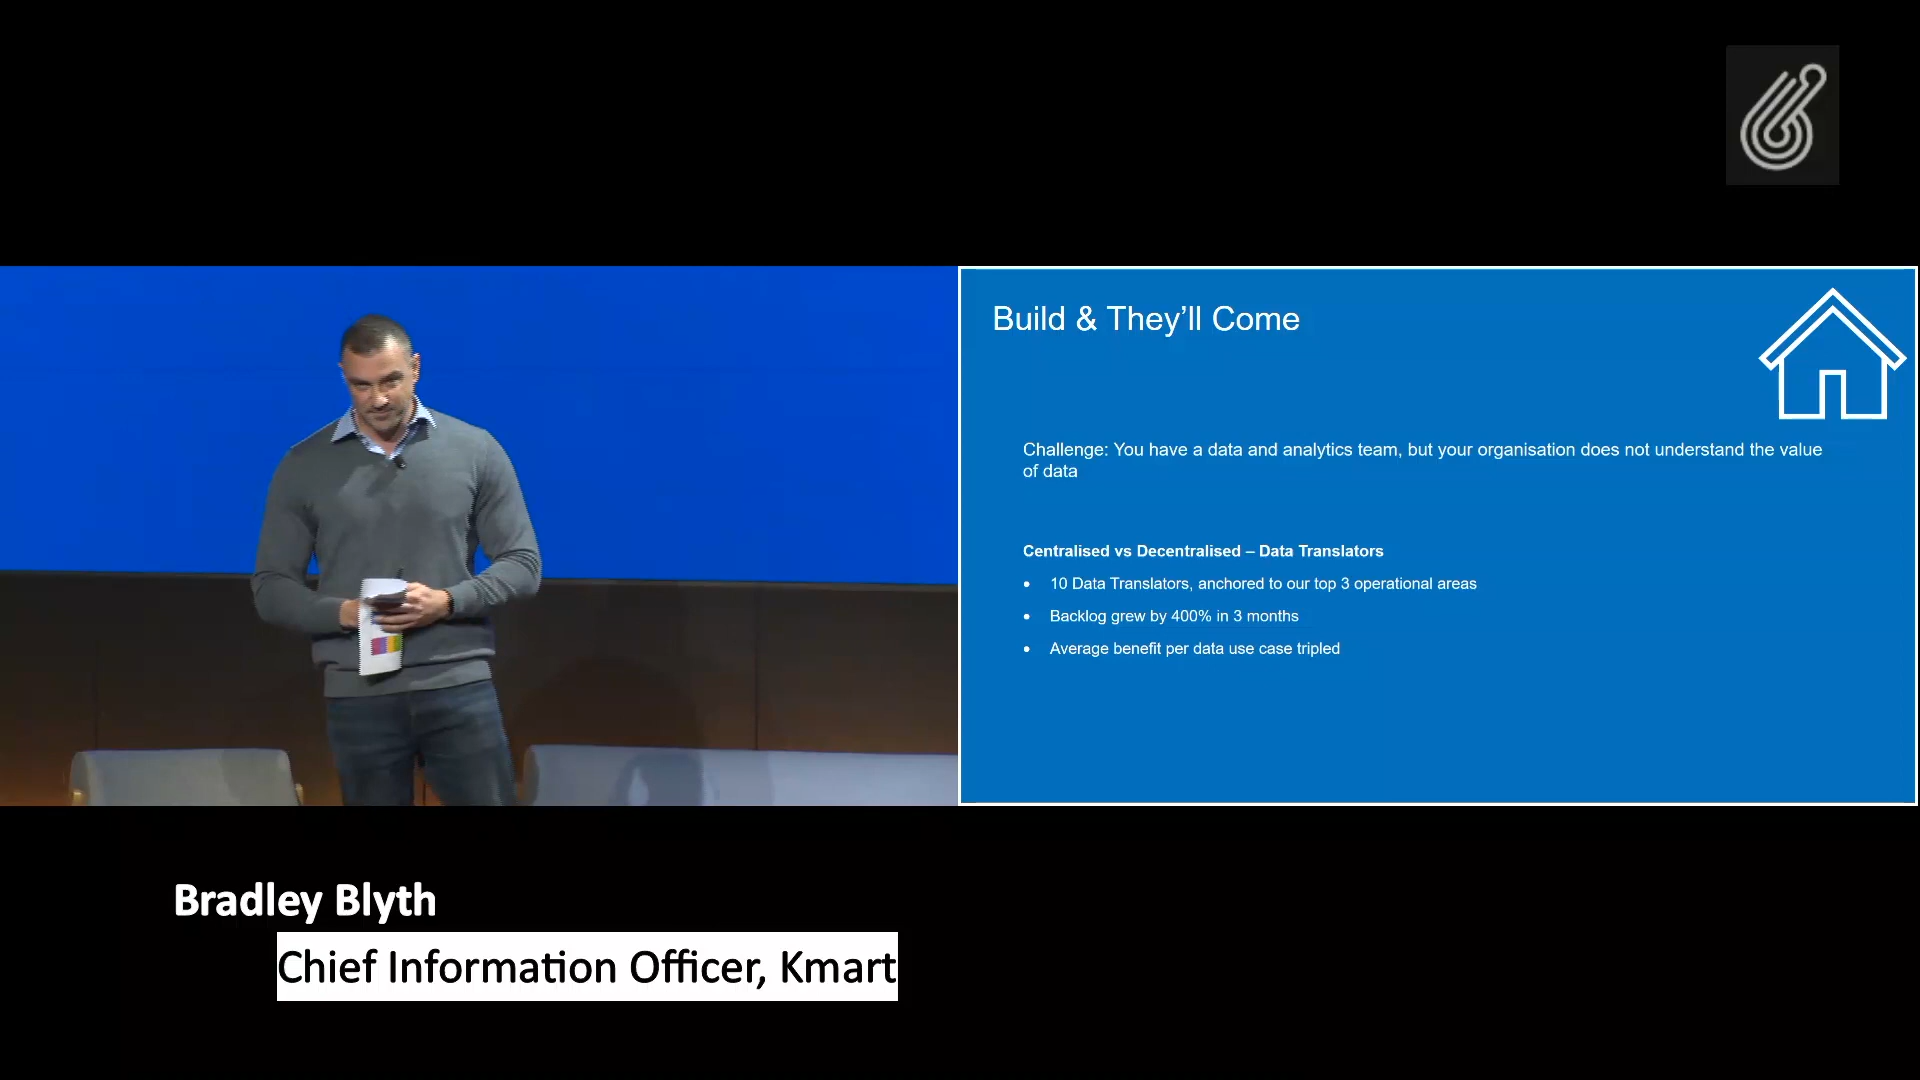 Build & They’ll Come
Challenge: You have a data and analytics team, but your organisation does not understand the value
of data
Centralised vs Decentralised – Data Translators
• 10 Data Translators, anchored to our top 3 operational areas
• Backlog grew by 400% in 3 months
• Average benefit per data use case tripled
Bradley Blyth
Chief Information Officer, Kmart